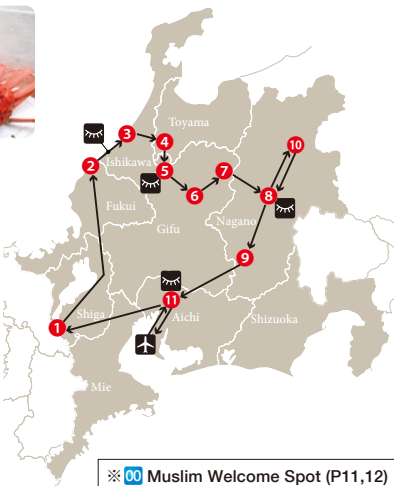 Toyama
3
4
10
Ishikawa
2
5
7
6
8
Fukui
Gifu
Nagano
9
11
Shiga
Aichi
1
Shizuoka
Mie
※ 00 Muslim Welcome Spot (P11,12)